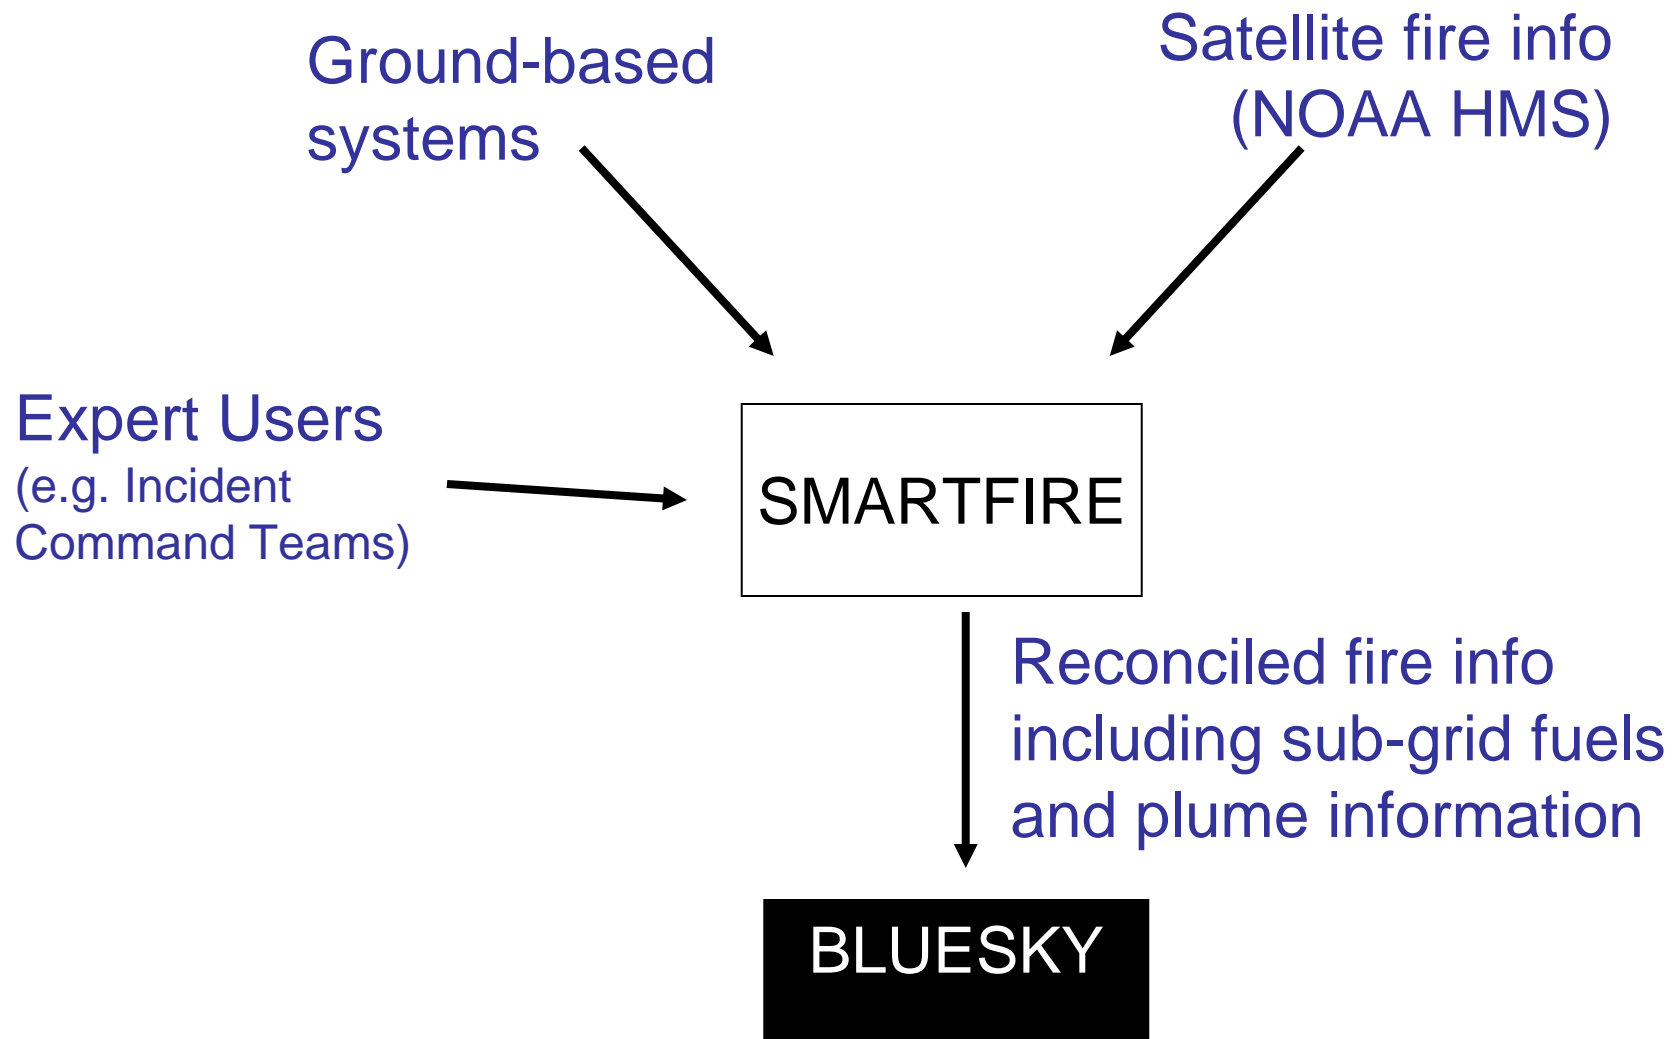 Ground-based
systems
Satellite fire info
(NOAA HMS)
Expert Users
(e.g. Incident
Command Teams)
SMARTFIRE
Reconciled fire info
including sub-grid fuels
and plume information
BLUESKY